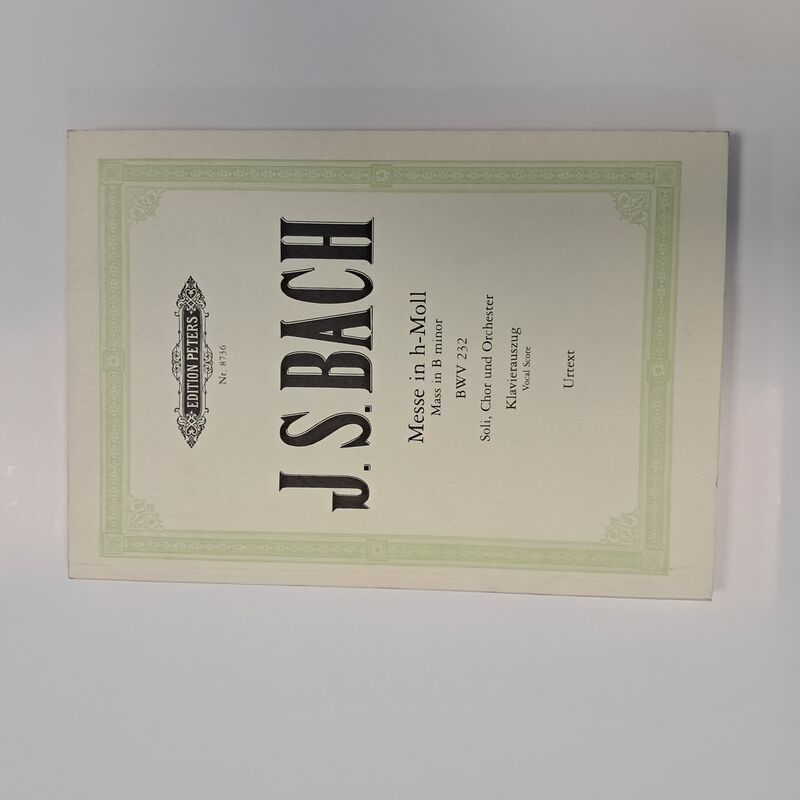 EDITION PETERS
Nr. 8736
J. S. BACH
Messe in h-Moll
Mass in B minor
BWV 232
Soli, Chor und Orchester
Klavierauszug
Vocal Score
Urtext